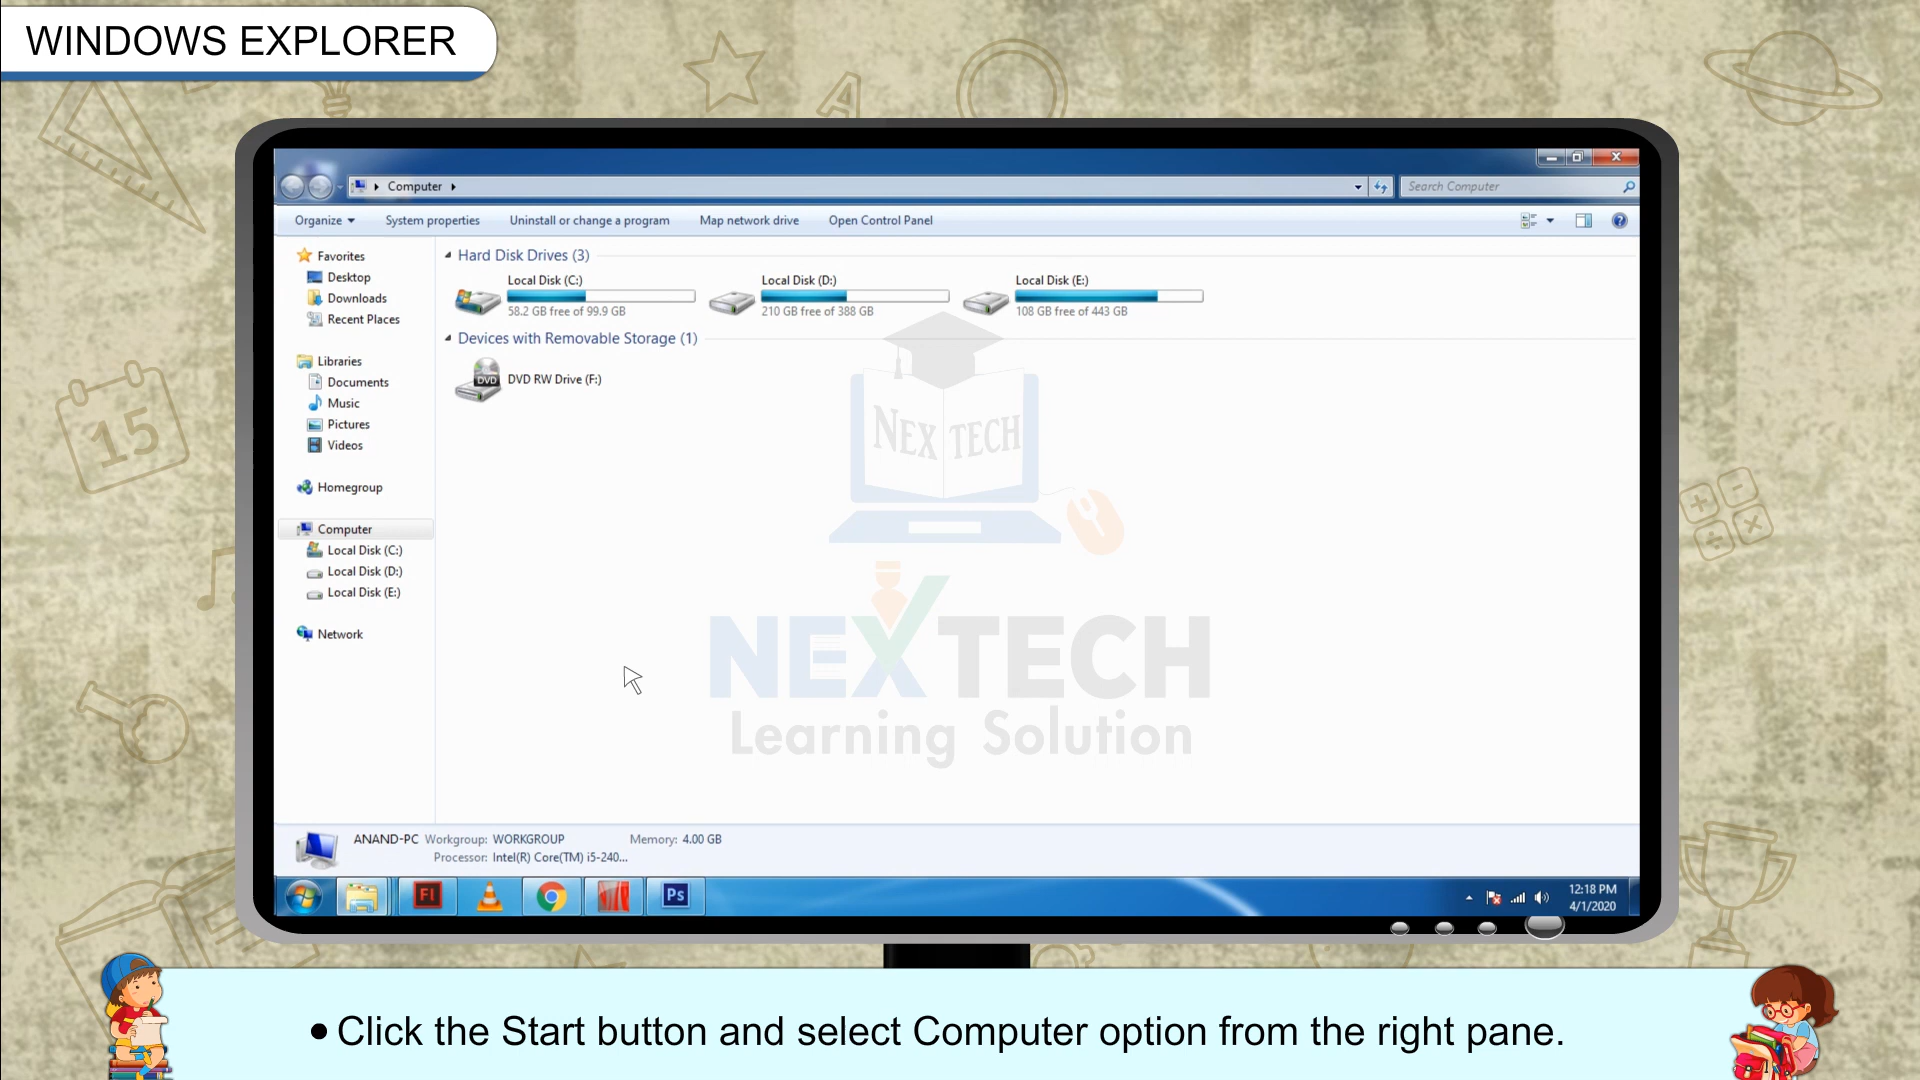 WINDOWS EXPLORER
Computer
Search Computer
Organize
System properties
Uninstall or change a program
Map network drive
Open Control Panel
Favorites
Desktop
Downloads
Recent Places
Libraries
Documents
Music
Pictures
Videos
Homegroup
Computer
Local Disk (C:)
Local Disk (D:)
Local Disk (E:)
Network
Hard Disk Drives (3)
Local Disk (C:)
58.2 GB free of 99.9 GB
Local Disk (D:)
210 GB free of 388 GB
Local Disk (E:)
108 GB free of 443 GB
Devices with Removable Storage (1)
DVD
DVD RW Drive (F:)
NEX TECH
NEXTECH
Learning Solution
ANAND-PC Workgroup: WORKGROUP Memory: 4.00 GB
Processor: Intel(R) Core(TM) i5-240...
Fl
Ps
12:18 PM
4/1/2020
15
A
• Click the Start button and select Computer option from the right pane.